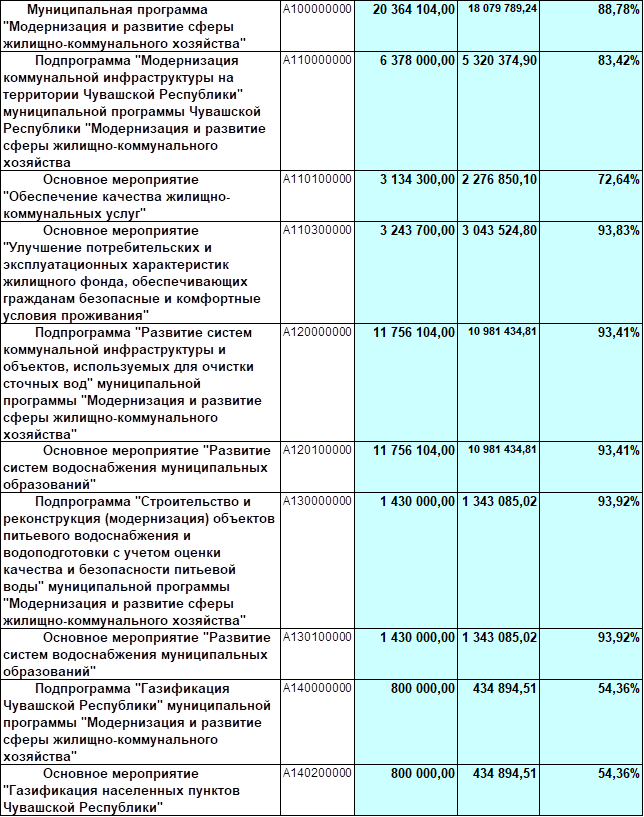 Муниципальная программа А100000000 20 364 104,00 18 079 789,24 88,78%
"Модернизация и развитие сферы
жилищно-коммунального хозяйства"
Подпрограмма "Модернизация А110000000 6 378 000,00 5 320 374,90 83,42%
коммунальной инфраструктуры на
территории Чувашской Республики"
муниципальной программы Чувашской
Республики "Модернизация и развитие
сферы жилищно-коммунального
хозяйства
Основное мероприятие А110100000 3 134 300,00 2 276 850,10 72,64%
"Обеспечение качества жилищно-
коммунальных услуг"
Основное мероприятие А110300000 3 243 700,00 3 043 524,80 93,83%
"Улучшение потребительских и
эксплуатационных характеристик
жилищного фонда, обеспечивающих
гражданам безопасные и комфортные
условия проживания"
Подпрограмма "Развитие систем А120000000 11 756 104,00 10 981 434,81 93,41%
коммунальной инфраструктуры и
объектов, используемых для очистки
сточных вод" муниципальной
программы "Модернизация и развитие
сферы жилищно-коммунального
хозяйства"
Основное мероприятие "Развитие А120100000 11 756 104,00 10 981 434,81 93,41%
систем водоснабжения муниципальных
образований"
Подпрограмма "Строительство и А130000000 1 430 000,00 1 343 085,02 93,92%
реконструкция (модернизация) объектов
питьевого водоснабжения и
водоподготовки с учетом оценки
качества и безопасности питьевой
воды" муниципальной программы
"Модернизация и развитие сферы
жилищно-коммунального хозяйства"
Основное мероприятие "Развитие А130100000 1 430 000,00 1 343 085,02 93,92%
систем водоснабжения муниципальных
образований"
Подпрограмма "Газификация А140000000 800 000,00 434 894,51 54,36%
Чувашской Республики" муниципальной
программы "Модернизация и развитие
сферы жилищно-коммунального
хозяйства"
Основное мероприятие А140200000 800 000,00 434 894,51 54,36%
"Газификация населенных пунктов
Чувашской Республики"